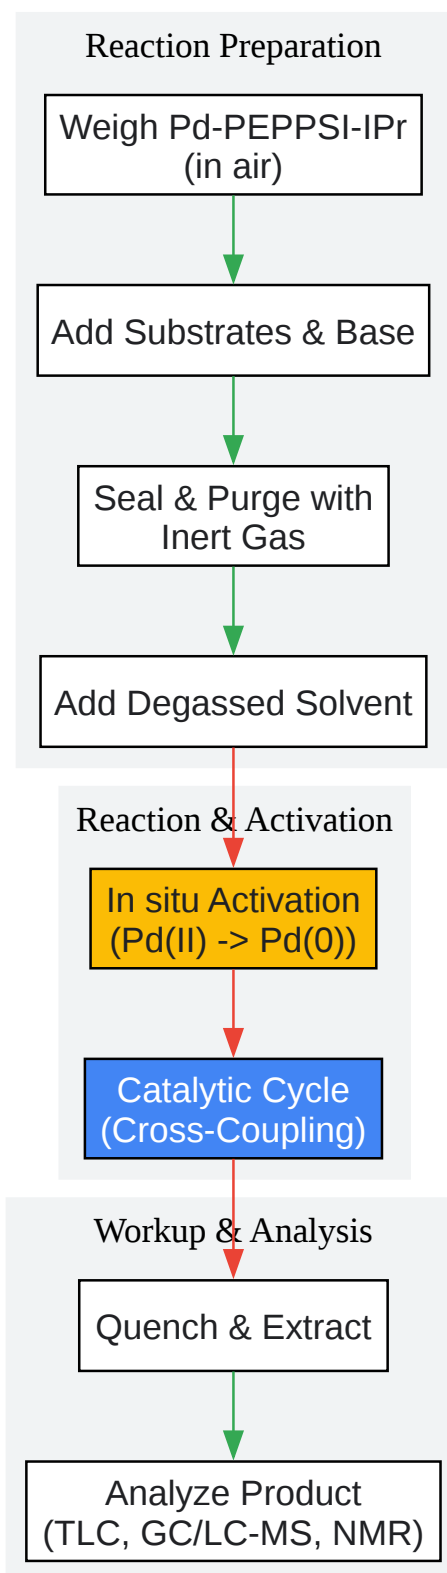 Reaction Preparation
Weigh Pd-PEPPSI-IPr
(in air)
Add Substrates & Base
Seal & Purge with
Inert Gas
Add Degassed Solvent
Reaction & Activation
In situ Activation
(Pd(II) -> Pd(0))
Catalytic Cycle
(Cross-Coupling)
Workup & Analysis
Quench & Extract
Analyze Product
(TLC, GC/LC-MS, NMR)